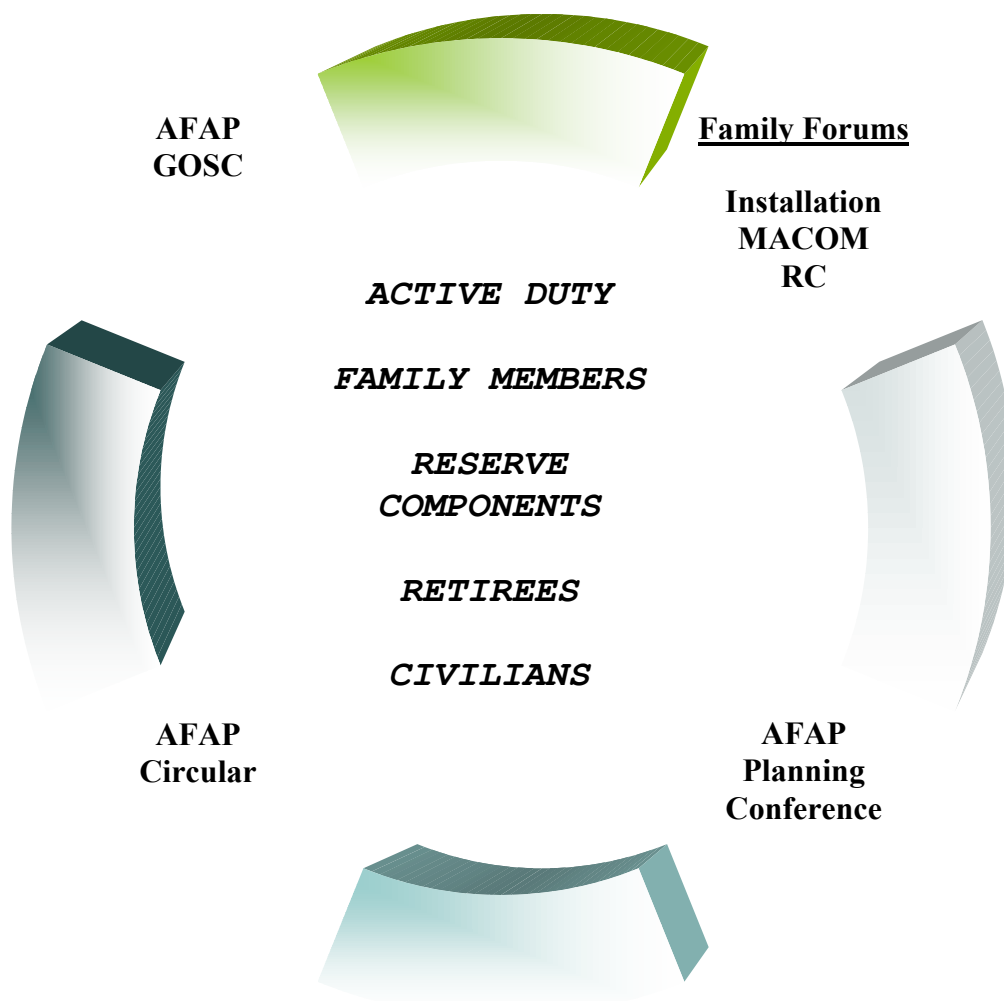 AFAP
GOSC
Family Forums
Installation
MACOM
RC
ACTIVE DUTY
FAMILY MEMBERS
RESERVE
COMPONENTS
RETIREES
CIVILIANS
AFAP
Circular
AFAP
Planning
Conference